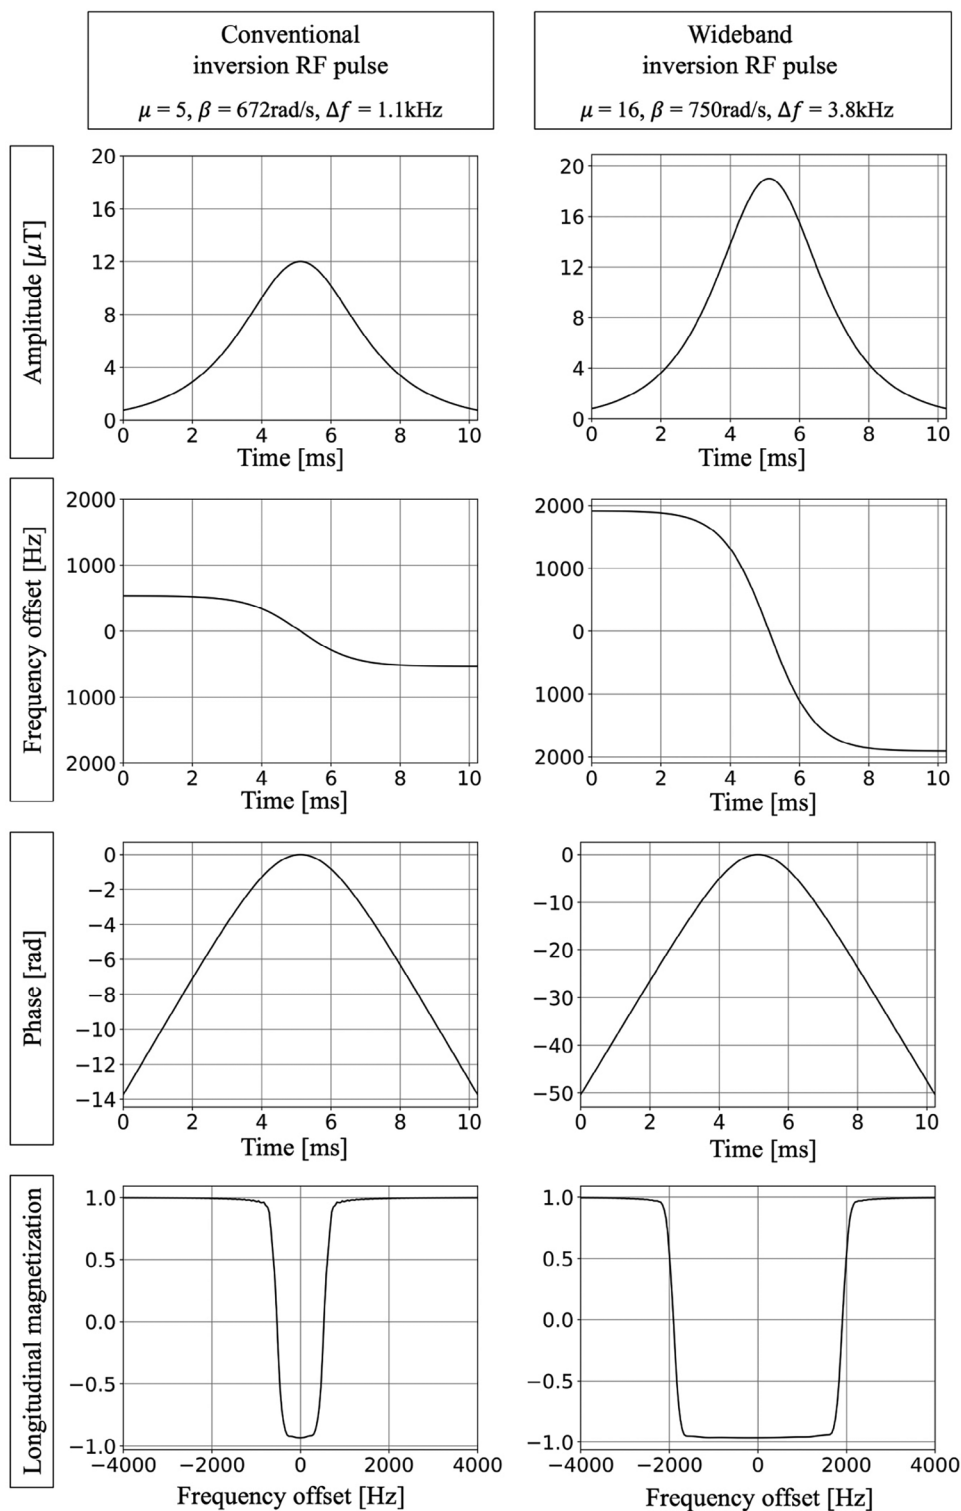 Conventional
inversion RF pulse
μ = 5, β = 672rad/s, Δf = 1.1kHz
Wideband
inversion RF pulse
μ = 16, β = 750rad/s, Δf = 3.8kHz
Amplitude [μT]
20
16
12
8
4
0
0 2 4 6 8 10
Time [ms]
20
16
12
8
4
0
0 2 4 6 8 10
Time [ms]
Frequency offset [Hz]
2000
1000
0
1000
2000
0 2 4 6 8 10
Time [ms]
2000
1000
0
1000
2000
0 2 4 6 8 10
Time [ms]
Phase [rad]
0
−2
−4
−6
−8
−10
−12
−14
0 2 4 6 8 10
Time [ms]
0
−10
−20
−30
−40
−50
0 2 4 6 8 10
Time [ms]
Longitudinal magnetization
1.0
0.5
0.0
−0.5
−1.0
−4000 −2000 0 2000 4000
Frequency offset [Hz]
1.0
0.5
0.0
−0.5
−1.0
−4000 −2000 0 2000 4000
Frequency offset [Hz]